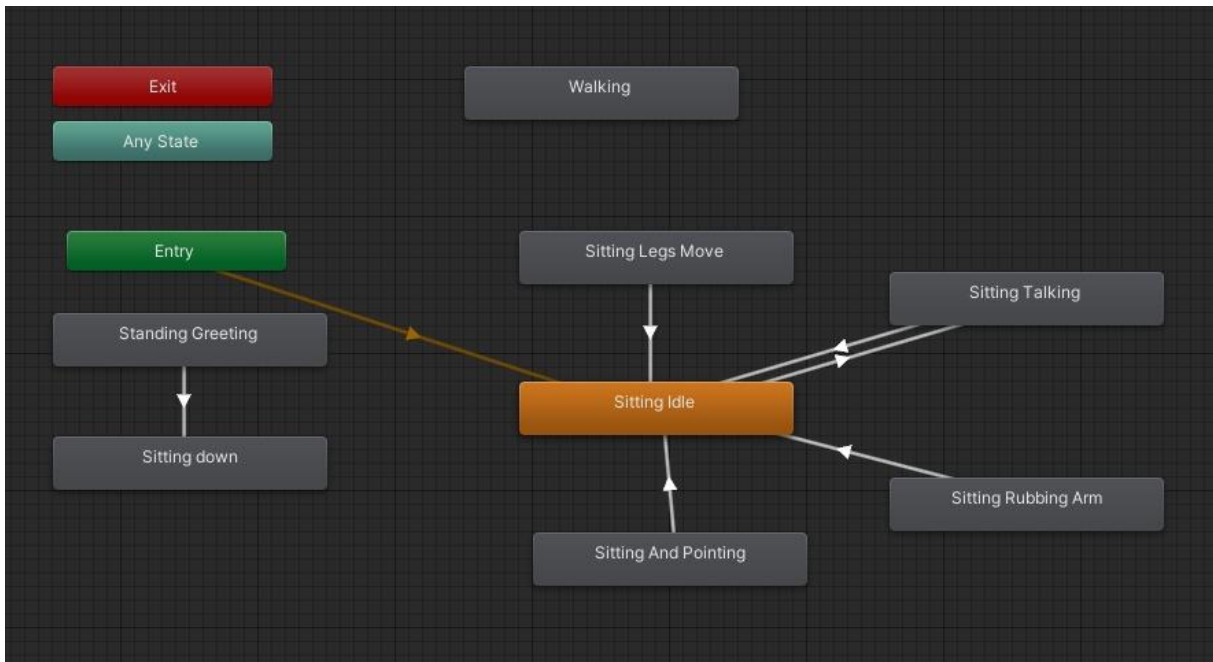 Exit
Walking
Any State
Entry
Sitting Legs Move
Sitting Talking
Standing Greeting
Sitting Idle
Sitting down
Sitting Rubbing Arm
Sitting And Pointing